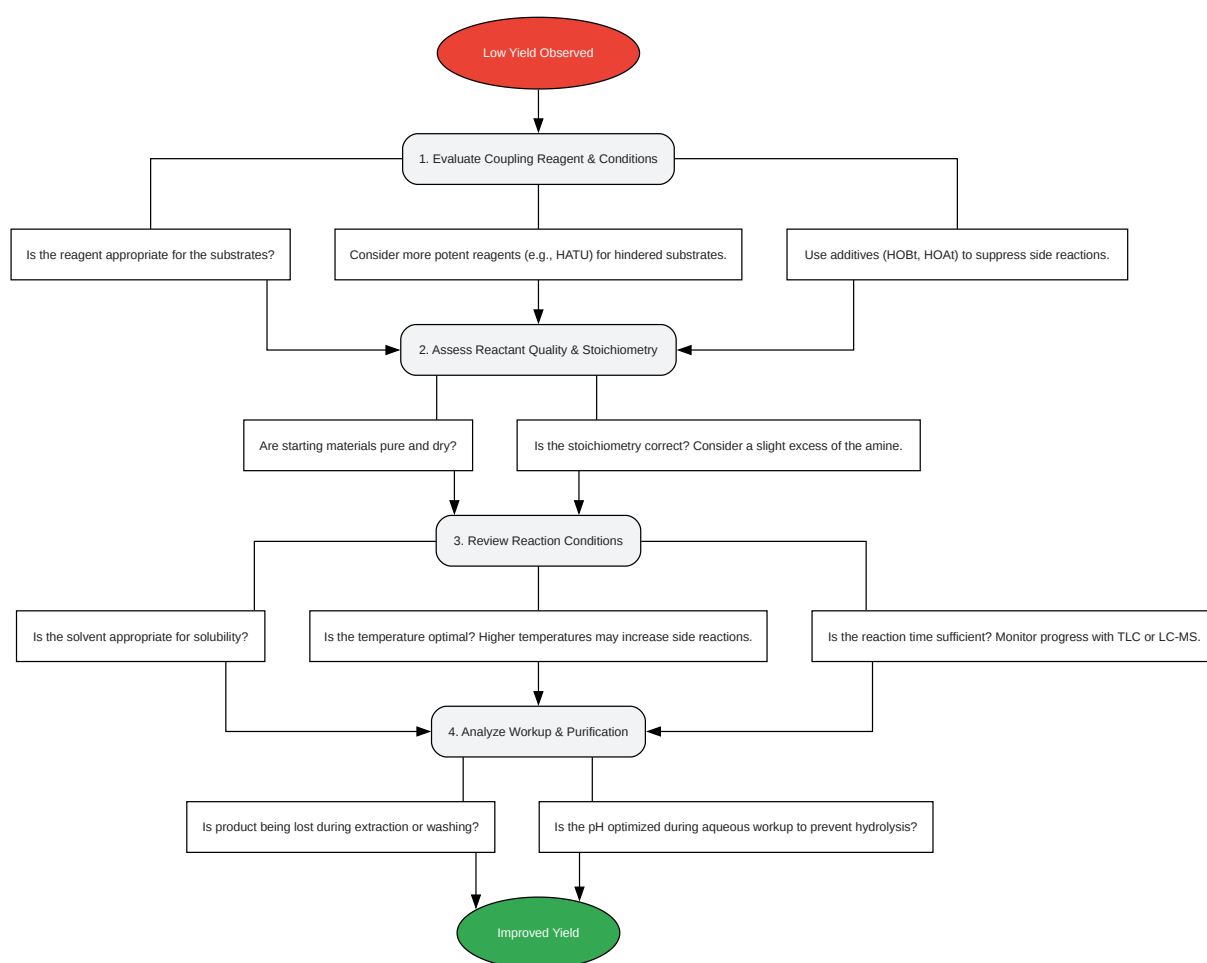 Low Yield Observed
1. Evaluate Coupling Reagent & Conditions
Is the reagent appropriate for the substrates?
Consider more potent reagents (e.g., HATU) for hindered substrates.
Use additives (HOBt, HOAt) to suppress side reactions.
2. Assess Reactant Quality & Stoichiometry
Are starting materials pure and dry?
Is the stoichiometry correct? Consider a slight excess of the amine.
3. Review Reaction Conditions
Is the solvent appropriate for solubility?
Is the temperature optimal? Higher temperatures may increase side reactions.
Is the reaction time sufficient? Monitor progress with TLC or LC-MS.
4. Analyze Workup & Purification
Is product being lost during extraction or washing?
Is the pH optimized during aqueous workup to prevent hydrolysis?
Improved Yield